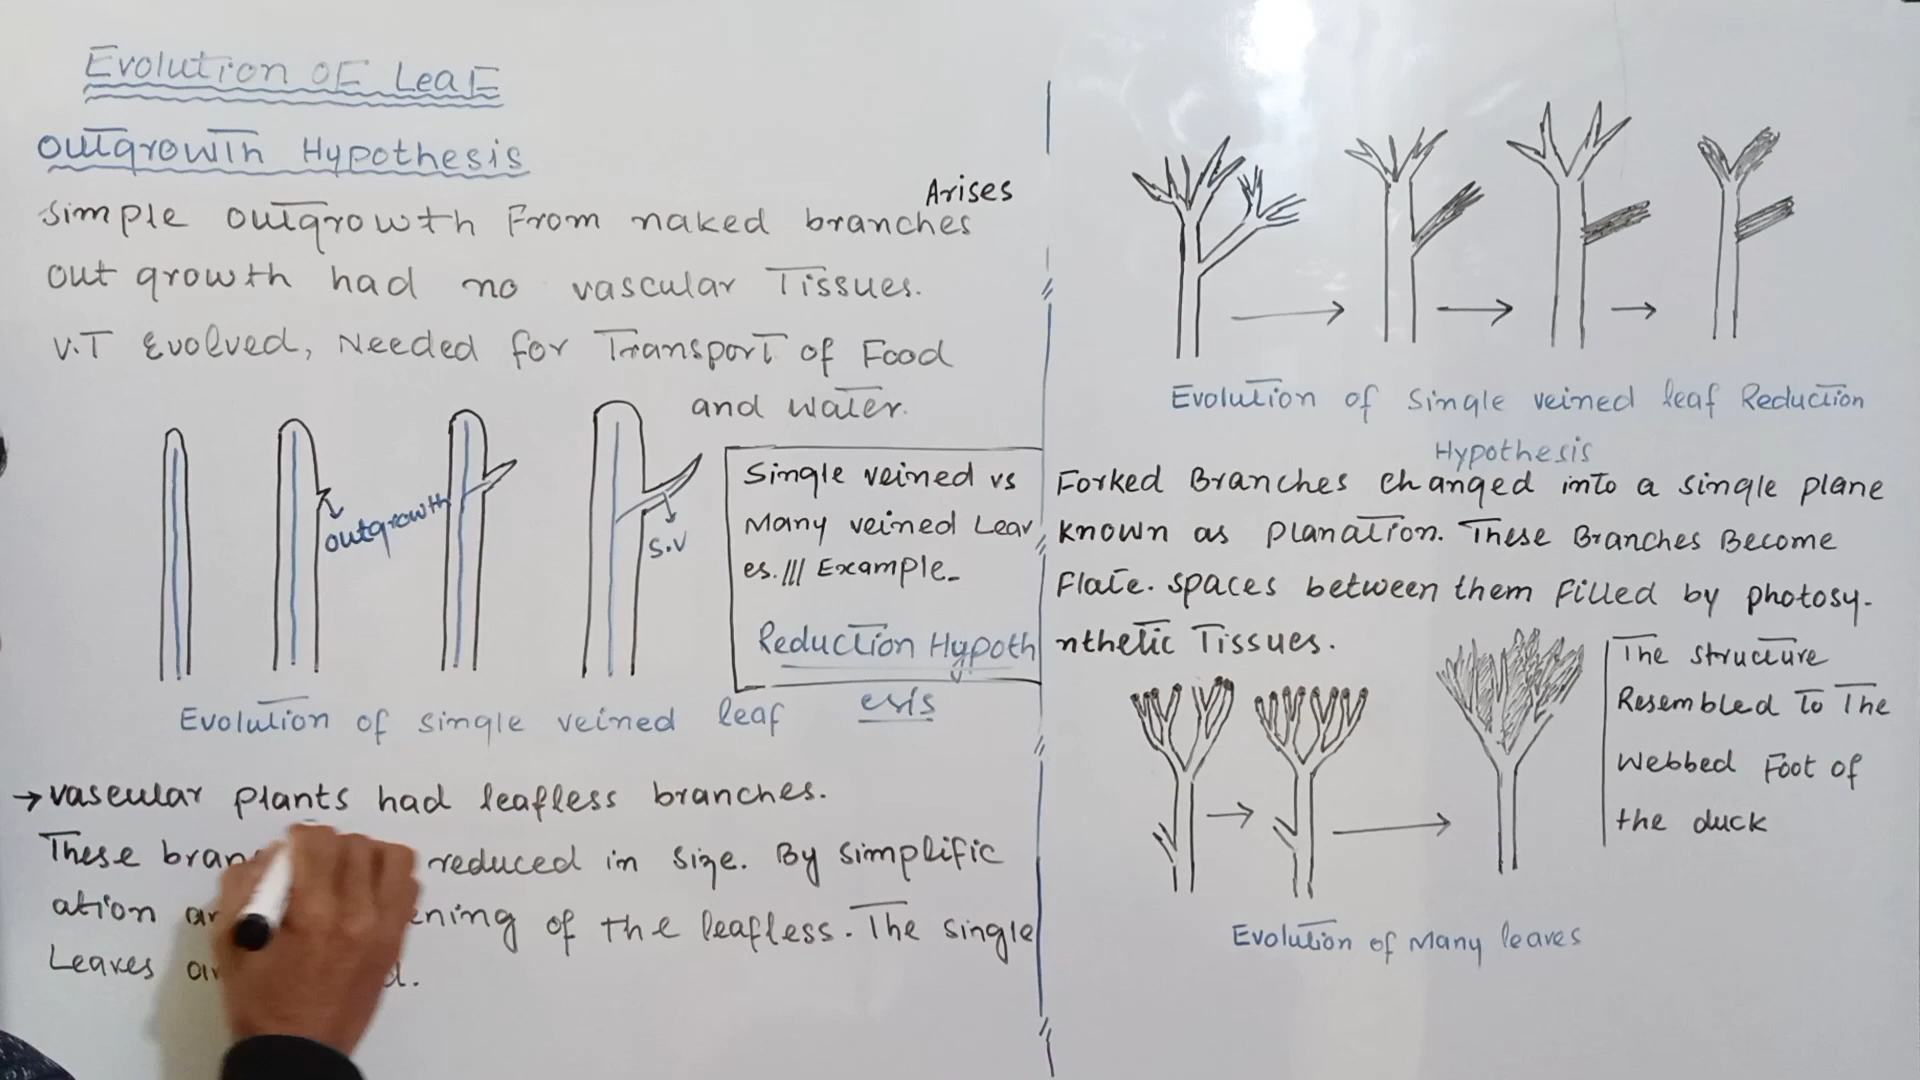 Evolution of Leaf
Outgrowth Hypothesis
Arises
Simple outgrowth From naked branches
out growth had no vascular Tissues.
V.T Evolved, Needed for Transport of Food
and water.
outgrowth
S.V
Single veined vs
Many veined Leav
es./// Example_
Reduction Hypoth
esis
Evolution of single veined leaf
→ vascular plants had leafless branches.
These reduced in size. By simplific
ation of the leafless. The single
Leaves
Evolution of Single veined leaf Reduction
Hypothesis
Forked Branches changed into a single plane
known as planation. These Branches Become
Flate. spaces between them Filled by photosy-
nthetic Tissues.
The structure
Resembled To The
Webbed Foot of
the duck
Evolution of Many leaves